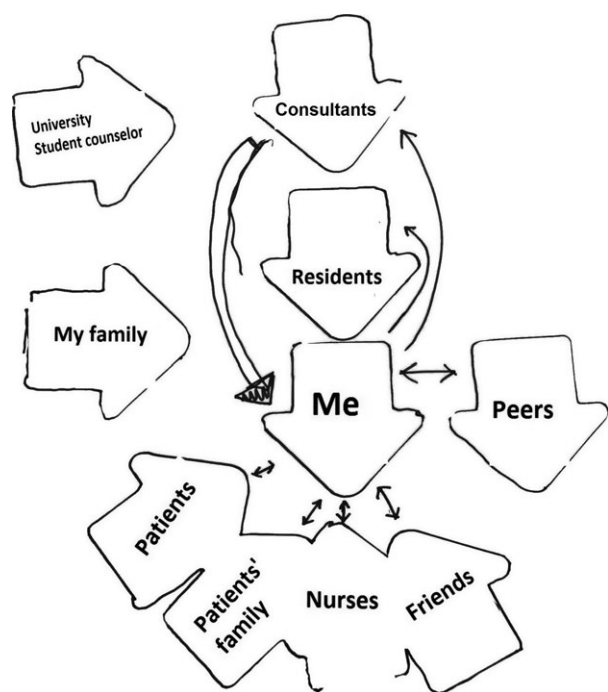 Consultants
University
Student counselor
Residents
My family
Me
Peers
Patients
Patients'
family
Nurses
Friends